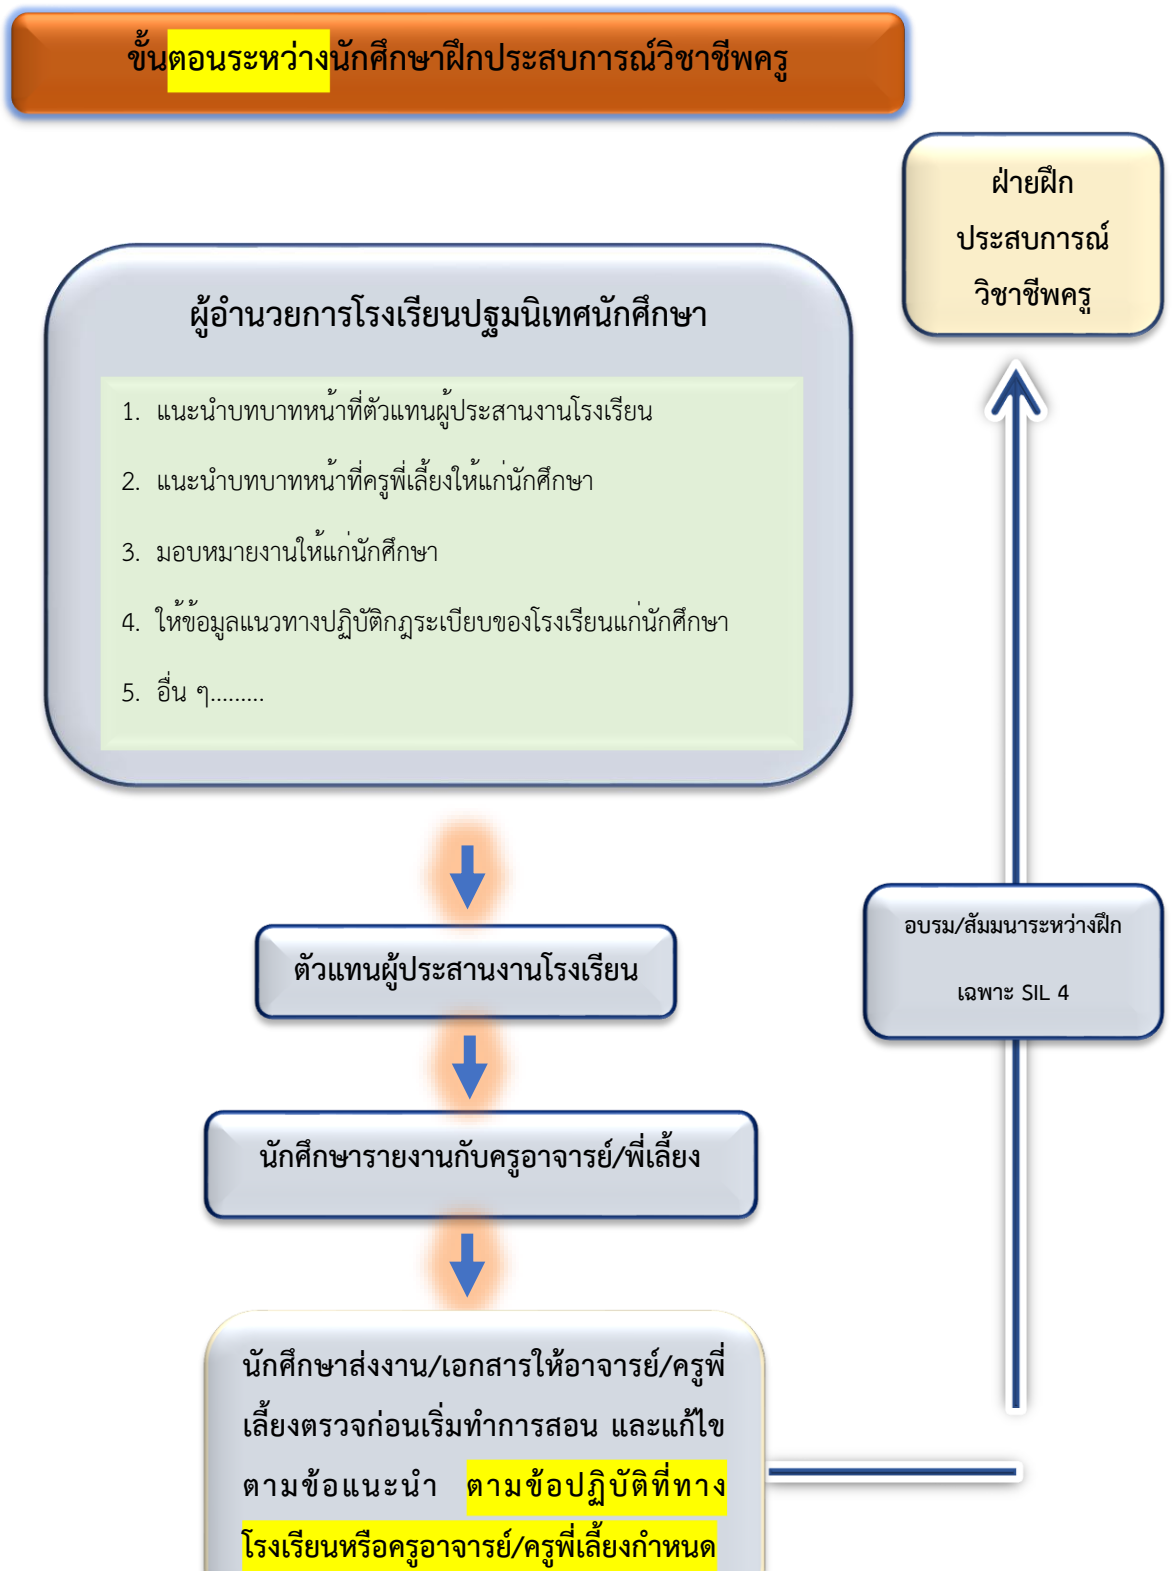 ขั้นตอนระหว่างนักศึกษาฝึกประสบการณ์วิชาชีพครู
ฝ่ายฝึก
ประสบการณ์
วิชาชีพครู
ผู้อำนวยการโรงเรียนปฐมนิเทศนักศึกษา
1. แนะนำบทบาทหน้าที่ตัวแทนผู้ประสานงานโรงเรียน
2. แนะนำบทบาทหน้าที่ครูพี่เลี้ยงให้แก่นักศึกษา
3. มอบหมายงานให้แก่นักศึกษา
4. ให้ข้อมูลแนวทางปฏิบัติกฎระเบียบของโรงเรียนแก่นักศึกษา
5. อื่น ๆ.........
อบรม/สัมมนาระหว่างฝึก
เฉพาะ SIL 4
ตัวแทนผู้ประสานงานโรงเรียน
นักศึกษารายงานกับครูอาจารย์/พี่เลี้ยง
นักศึกษาส่งงาน/เอกสารให้อาจารย์/ครูพี่
เลี้ยงตรวจก่อนเริ่มทำการสอน และแก้ไข
ตามข้อแนะนำ ตามข้อปฏิบัติที่ทาง
โรงเรียนหรือครูอาจารย์/ครูพี่เลี้ยงกำหนด